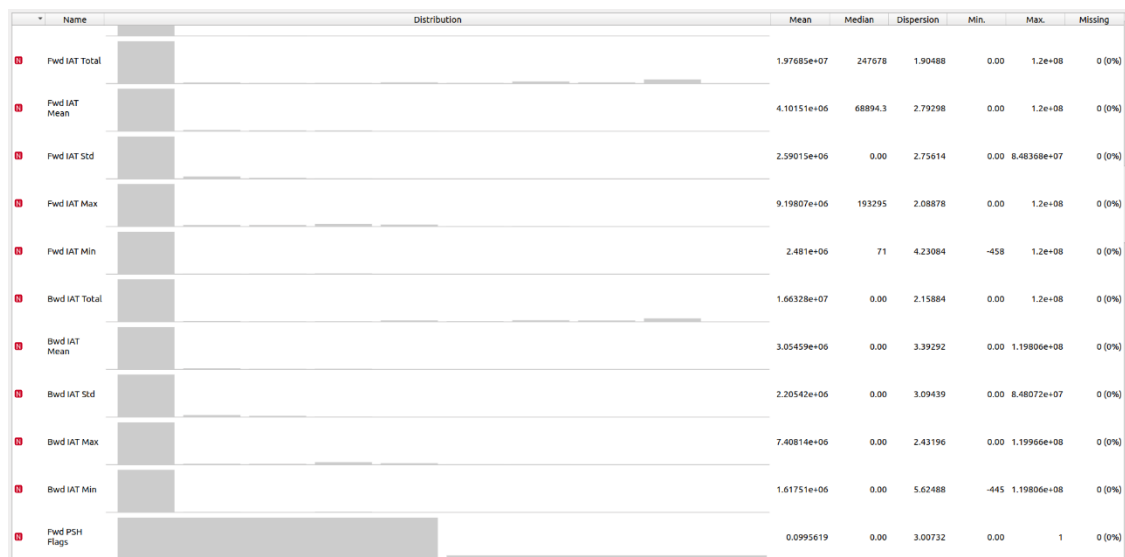 Name Distribution Mean Median Dispersion Min. Max. Missing
N Fwd IAT Total 1.97685e+07 247678 1.90488 0.00 1.2e+08 0 (0%)
N Fwd IAT Mean 4.10151e+06 68894.3 2.79298 0.00 1.2e+08 0 (0%)
N Fwd IAT Std 2.59015e+06 0.00 2.75614 0.00 8.48368e+07 0 (0%)
N Fwd IAT Max 9.19807e+06 193295 2.08878 0.00 1.2e+08 0 (0%)
N Fwd IAT Min 2.481e+06 71 4.23084 -458 1.2e+08 0 (0%)
N Bwd IAT Total 1.66328e+07 0.00 2.15884 0.00 1.2e+08 0 (0%)
N Bwd IAT Mean 3.05459e+06 0.00 3.39292 0.00 1.19806e+08 0 (0%)
N Bwd IAT Std 2.20542e+06 0.00 3.09439 0.00 8.48072e+07 0 (0%)
N Bwd IAT Max 7.40814e+06 0.00 2.43196 0.00 1.19966e+08 0 (0%)
N Bwd IAT Min 1.61751e+06 0.00 5.62488 -445 1.19806e+08 0 (0%)
N Fwd PSH Flags 0.0995619 0.00 3.00732 0.00 1 0 (0%)